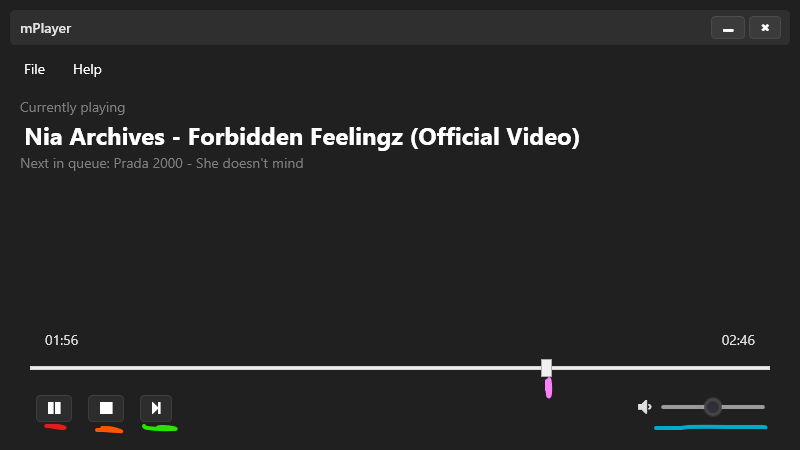 mPlayer
File Help
Currently playing
Nia Archives - Forbidden Feelingz (Official Video)
Next in queue: Prada 2000 - She doesn't mind
01:56 02:46